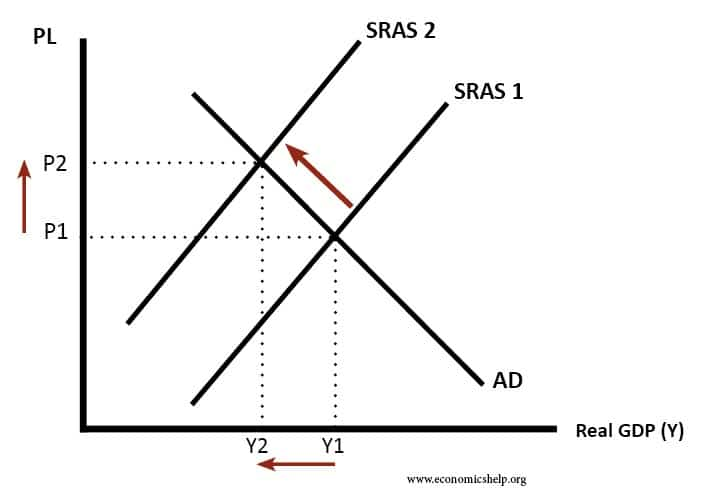 PL
SRAS 2
SRAS 1
P2
P1
AD
Real GDP (Y)
Y2
Y1
www.economicshelp.org